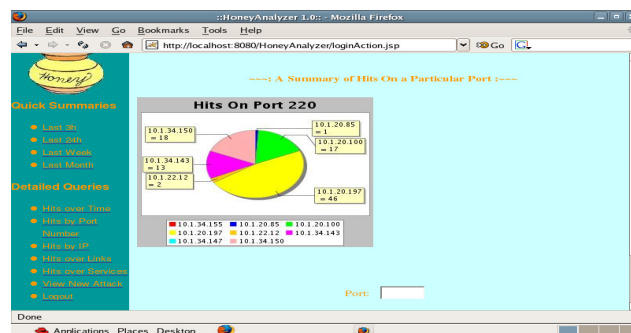 ::HoneyAnalyzer 1.0:: - Mozilla Firefox
File Edit View Go Bookmarks Tools Help
http://localhost:8080/HoneyAnalyzer/loginAction.jsp Go
Honey
~~~: A Summary of Hits On a Particular Port :~~~
Quick Summaries
Last 3h
Last 24h
Last Week
Last Month
Detailed Queries
Hits over Time
Hits by Port
Number
Hits by IP
Hits over Links
Hits over Services
View New Attack
Logout
Hits On Port 220
10.1.34.150
= 18
10.1.20.85
= 1
10.1.20.100
= 17
10.1.34.143
= 13
10.1.22.12
= 2
10.1.20.197
= 46
10.1.34.155 10.1.20.85 10.1.20.100
10.1.20.197 10.1.22.12 10.1.34.143
10.1.34.147 10.1.34.150
Port:
Done
Applications Places Desktop